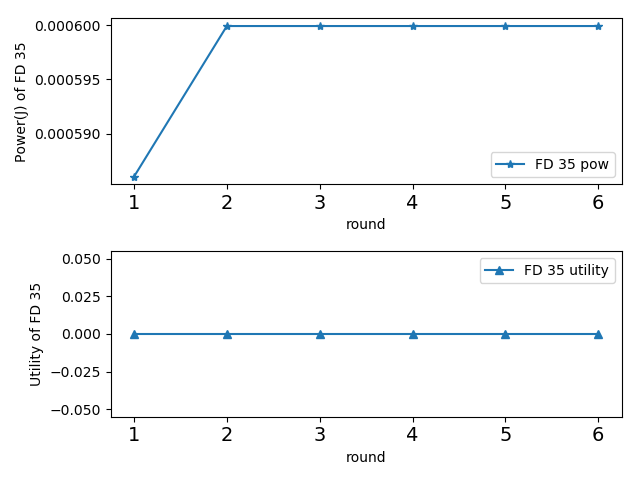 0.000600
0.000595
0.000590
Power(J) of FD 35
FD 35 pow
1 2 3 4 5 6
round
0.050
0.025
0.000
−0.025
−0.050
Utility of FD 35
FD 35 utility
1 2 3 4 5 6
round